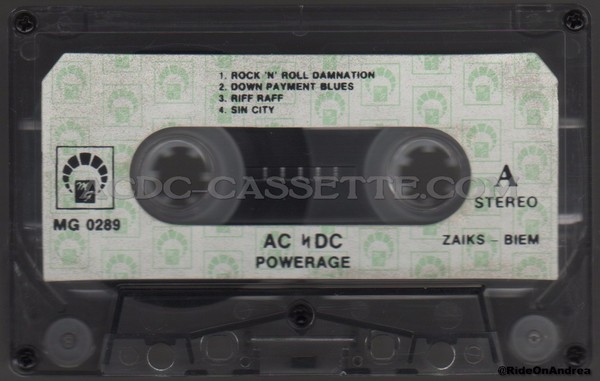 1. ROCK 'N' ROLL DAMNATION
2. DOWN PAYMENT BLUES
3. RIFF RAFF
4. SIN CITY
ACDC-CASSETTE.COM
A
STEREO
MG 0289
AC ϟ DC
ZAIKS – BIEM
POWERAGE
©RideOnAndrea